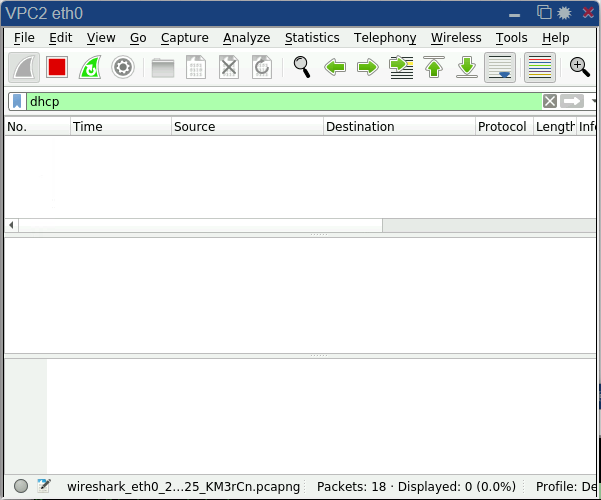 VPC2 eth0
File Edit View Go Capture Analyze Statistics Telephony Wireless Tools Help
dhcp
No. Time Source Destination Protocol Length Info
wireshark_eth0_2...25_KM3rCn.pcapng Packets: 18 · Displayed: 0 (0.0%) Profile: De